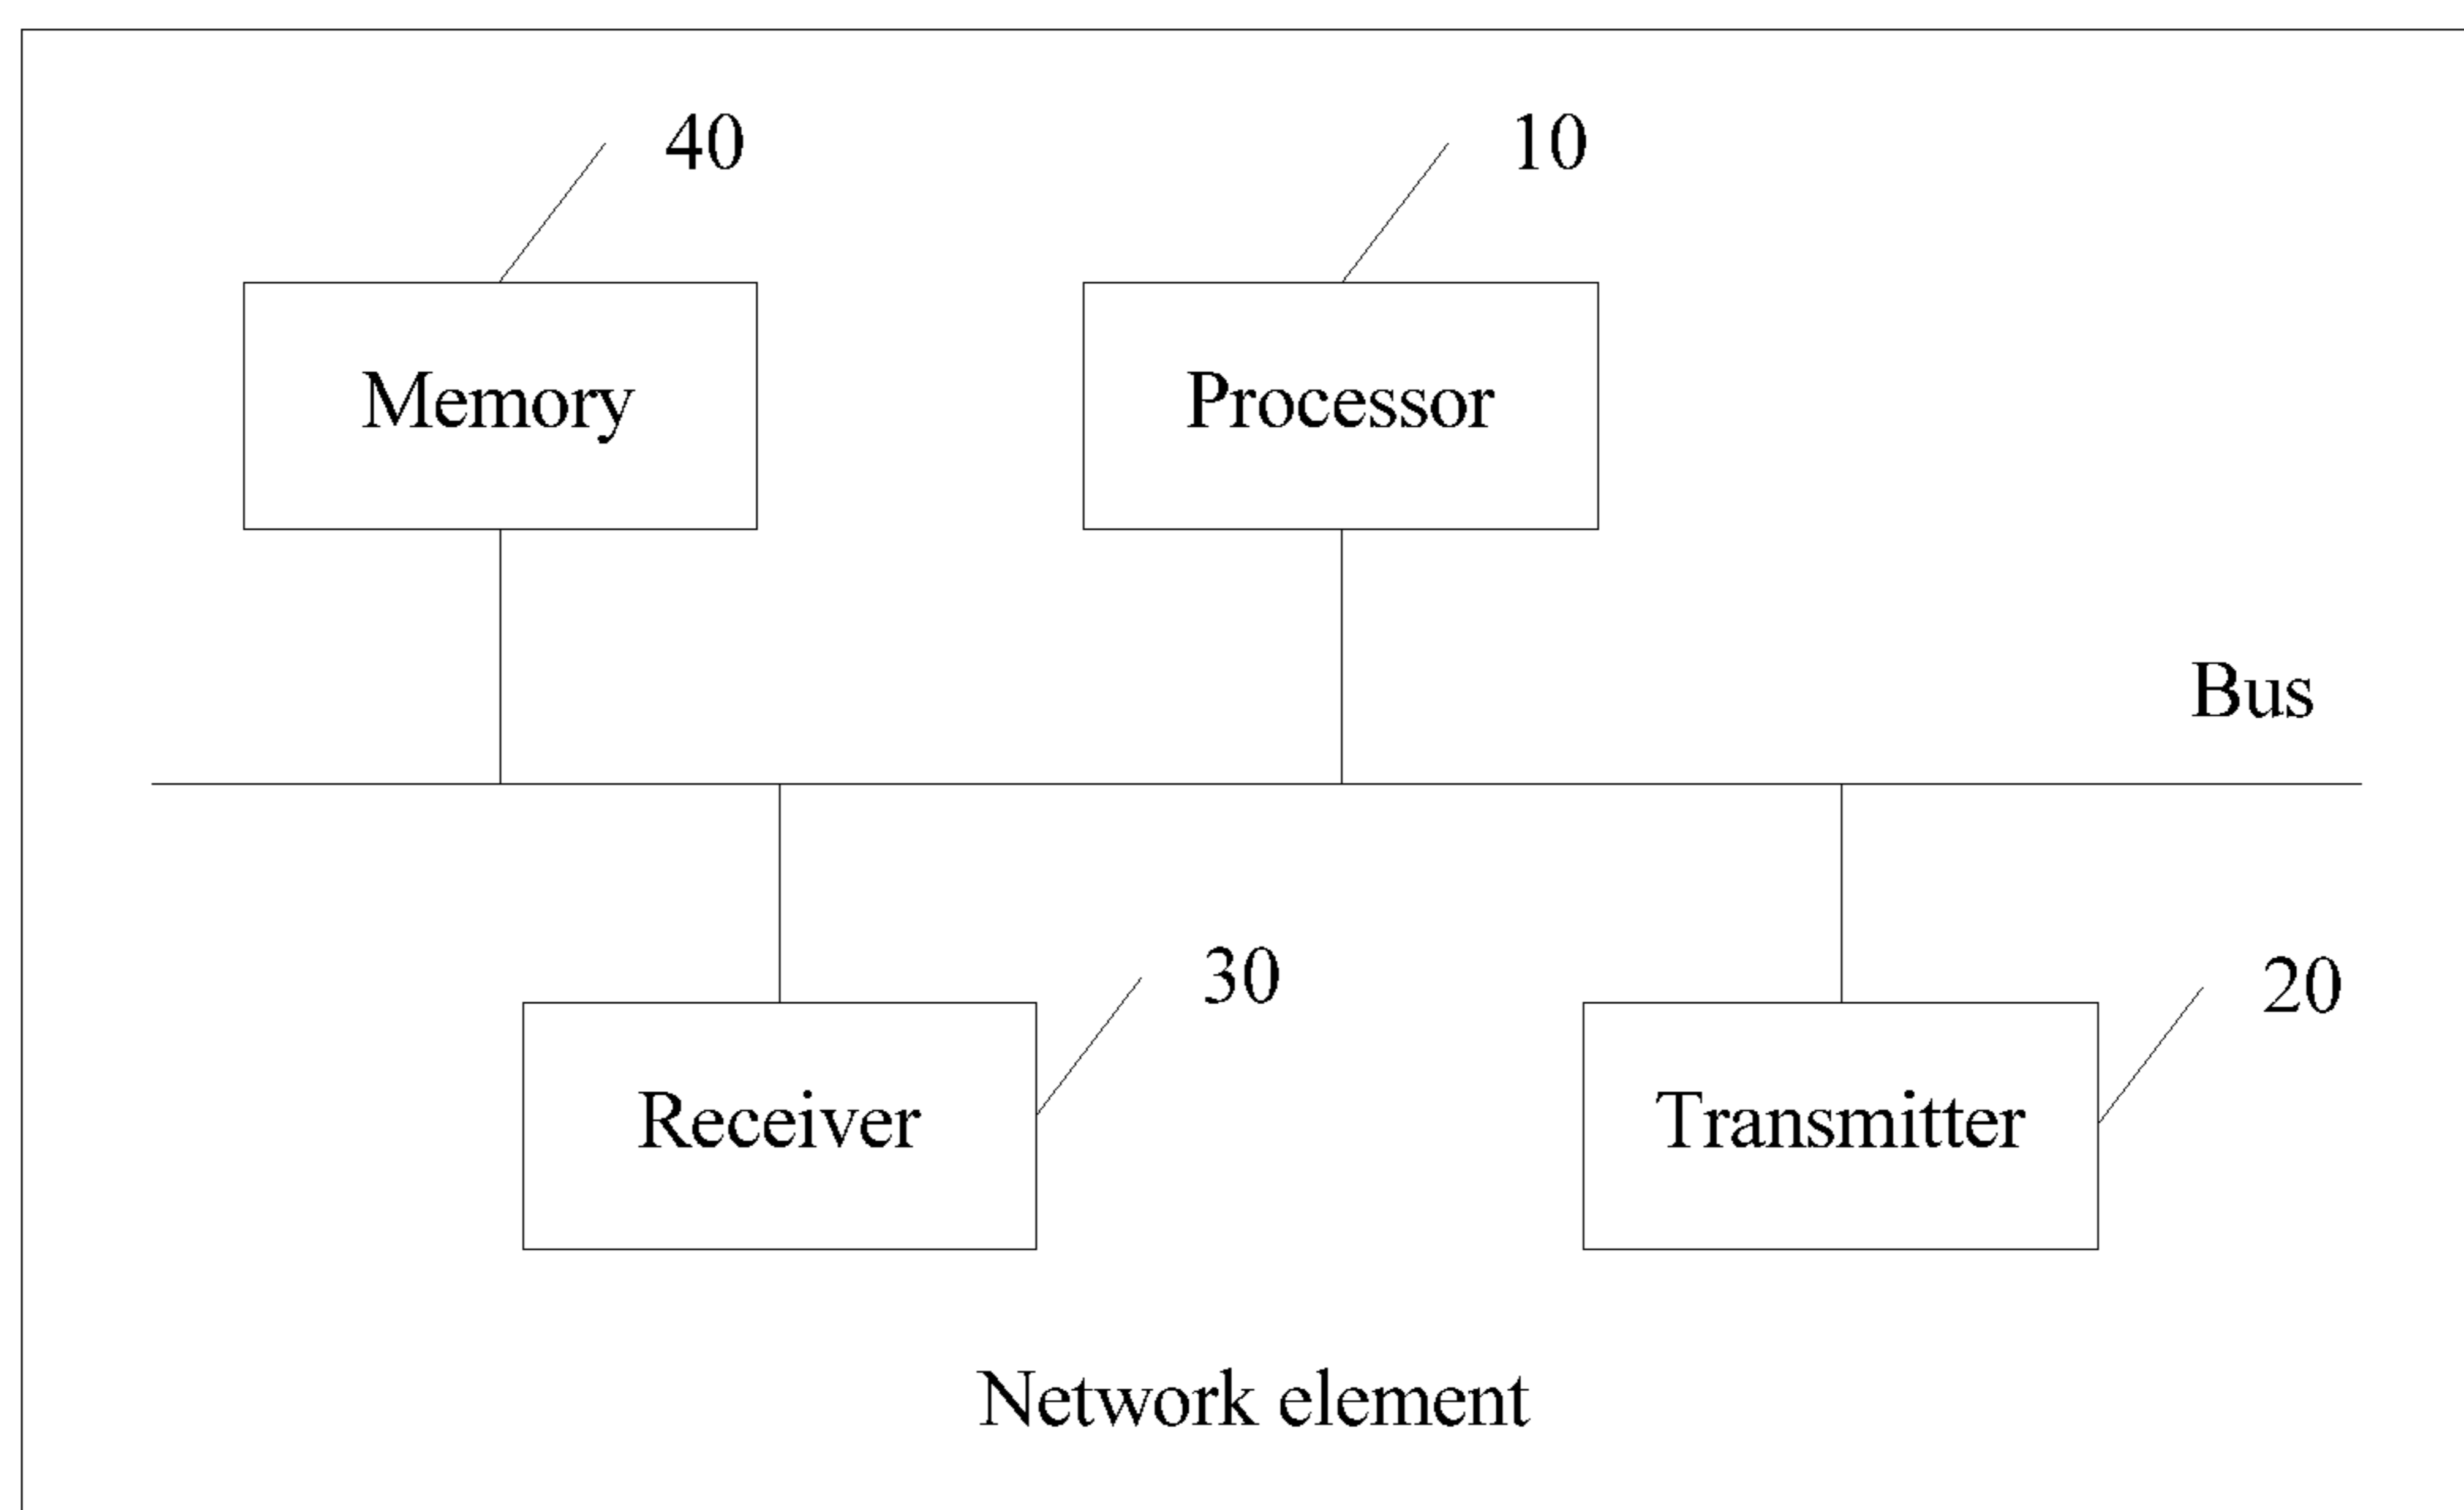 40
10
Memory
Processor
Bus
30
20
Receiver
Transmitter
Network element